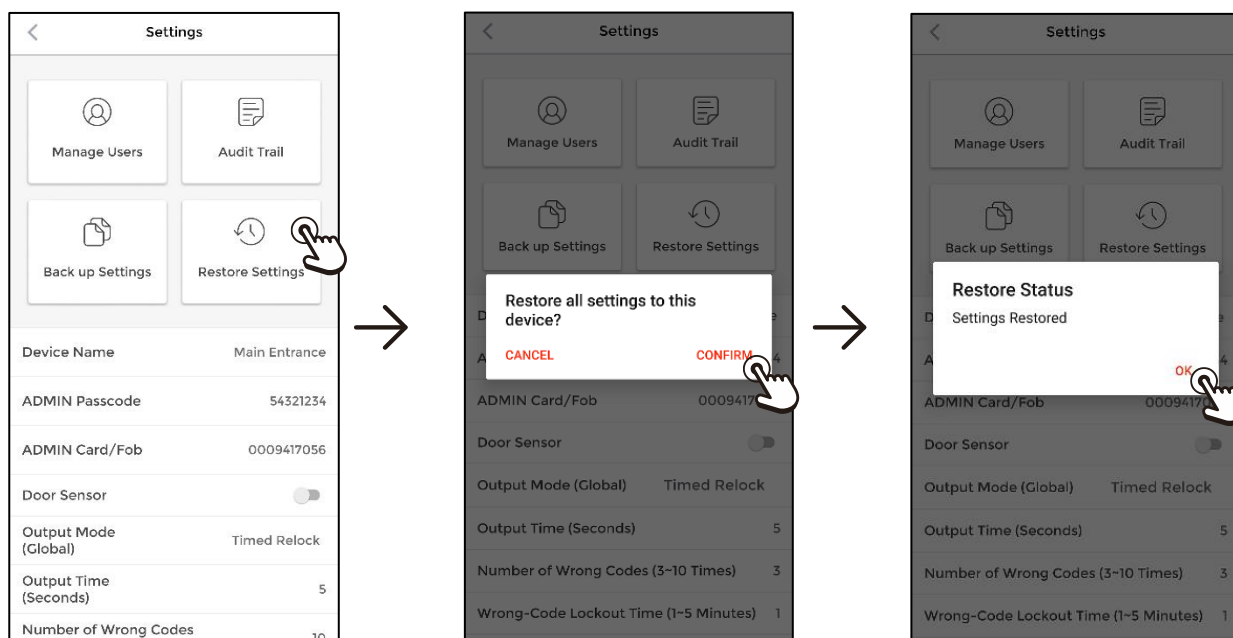 Settings
Manage Users
Audit Trail
Back up Settings
Restore Settings
Device Name Main Entrance
ADMIN Passcode 54321234
ADMIN Card/Fob 0009417056
Door Sensor
Output Mode
(Global)
Timed Relock
Output Time
(Seconds)
5
Number of Wrong Codes
10
Settings
Manage Users
Audit Trail
Back up Settings
Restore Settings
Restore all settings to this
device?
CANCEL CONFIRM
D e
A 4
ADMIN Card/Fob 000941
Door Sensor
Output Mode (Global) Timed Relock
Output Time (Seconds) 5
Number of Wrong Codes (3~10 Times) 3
Wrong-Code Lockout Time (1~5 Minutes) 1
Settings
Manage Users
Audit Trail
Back up Settings
Restore Settings
Restore Status
Settings Restored
OK
D e
A 4
ADMIN Card/Fob 000941
Door Sensor
Output Mode (Global) Timed Relock
Output Time (Seconds) 5
Number of Wrong Codes (3~10 Times) 3
Wrong-Code Lockout Time (1~5 Minutes) 1